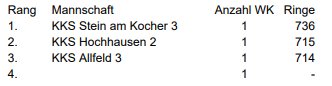 Rang Mannschaft Anzahl WK Ringe
1. KKS Stein am Kocher 3 1 736
2. KKS Hochhausen 2 1 715
3. KKS Allfeld 3 1 714
4. 1 -